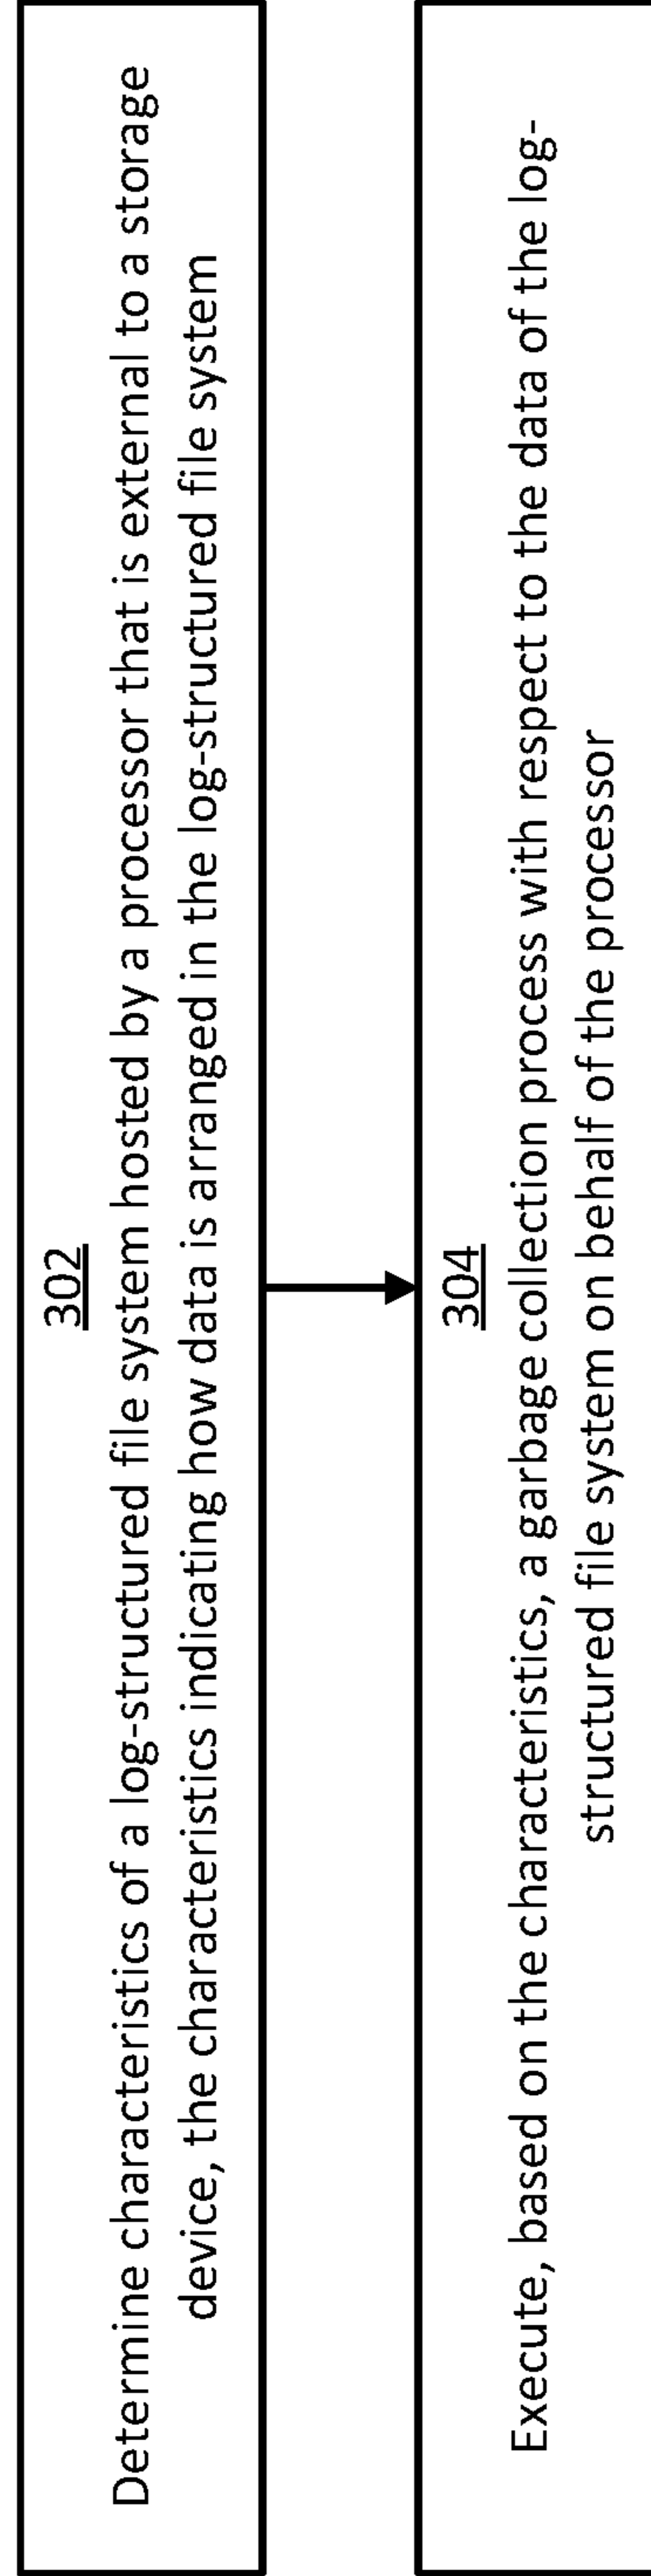 302
Determine characteristics of a log-structured file system hosted by a processor that is external to a storage
device, the characteristics indicating how data is arranged in the log-structured file system
304
Execute, based on the characteristics, a garbage collection process with respect to the data of the log-
structured file system on behalf of the processor